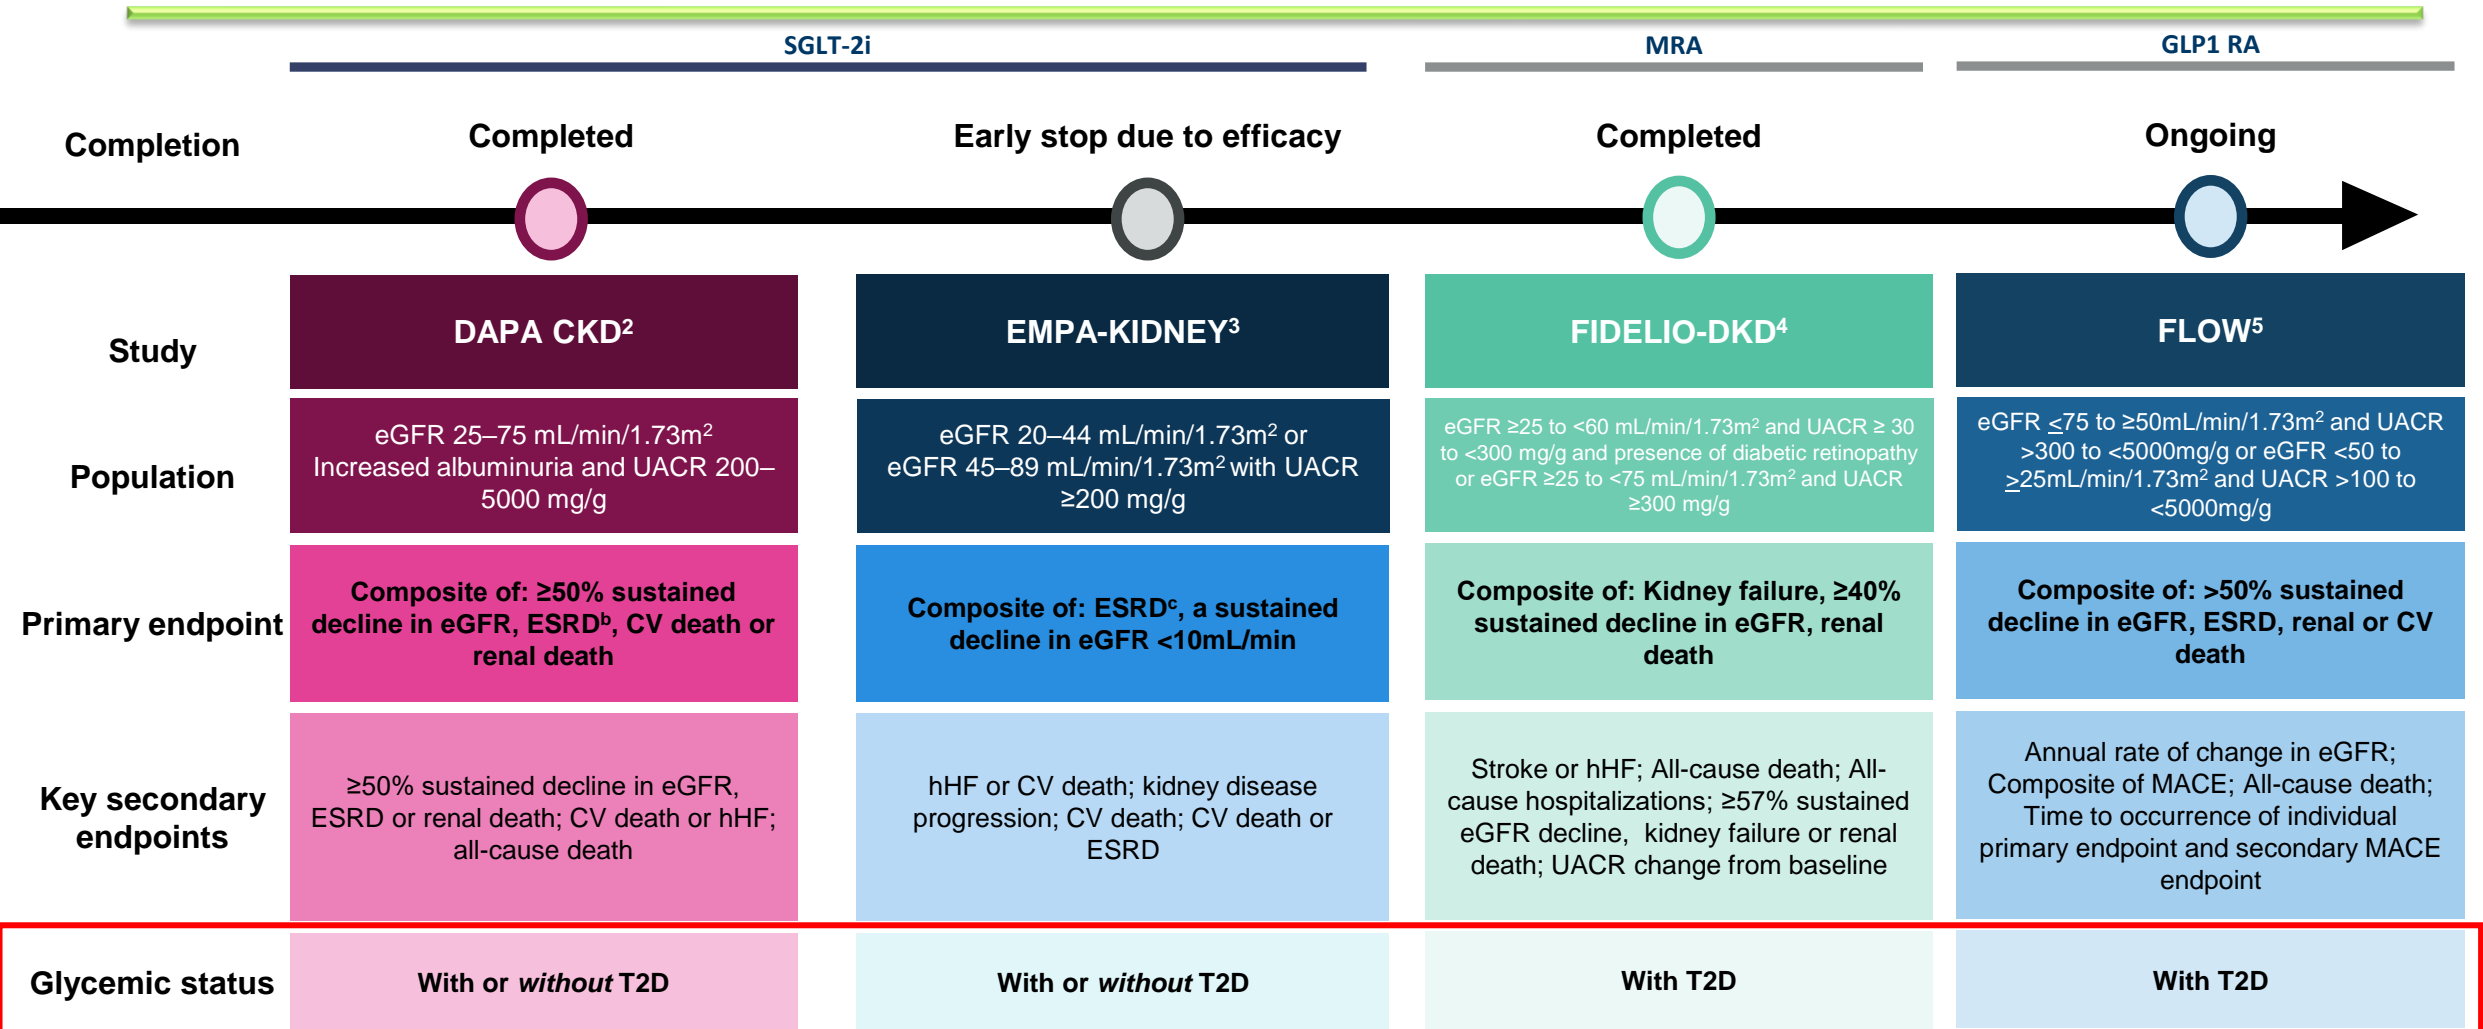 SGLT-2i
MRA
GLP1 RA
Completion
Completed
Early stop due to efficacy
Completed
Ongoing
Study
DAPA CKD²
EMPA-KIDNEY³
FIDELIO-DKD⁴
FLOW⁵
Population
eGFR 25–75 mL/min/1.73m²
Increased albuminuria and UACR 200–
5000 mg/g
eGFR 20–44 mL/min/1.73m² or
eGFR 45–89 mL/min/1.73m² with UACR
≥200 mg/g
eGFR ≥25 to <60 mL/min/1.73m² and UACR ≥ 30
to <300 mg/g and presence of diabetic retinopathy
or eGFR ≥25 to <75 mL/min/1.73m² and UACR
≥300 mg/g
eGFR <75 to ≥50mL/min/1.73m² and UACR
>300 to <5000mg/g or eGFR <50 to
>25mL/min/1.73m² and UACR >100 to
<5000mg/g
Primary endpoint
Composite of: ≥50% sustained
decline in eGFR, ESRDᵇ, CV death or
renal death
Composite of: ESRDᶜ, a sustained
decline in eGFR <10mL/min
Composite of: Kidney failure, ≥40%
sustained decline in eGFR, renal
death
Composite of: >50% sustained
decline in eGFR, ESRD, renal or CV
death
Key secondary
endpoints
≥50% sustained decline in eGFR,
ESRD or renal death; CV death or hHF;
all-cause death
hHF or CV death; kidney disease
progression; CV death; CV death or
ESRD
Stroke or hHF; All-cause death; All-
cause hospitalizations; ≥57% sustained
eGFR decline, kidney failure or renal
death; UACR change from baseline
Annual rate of change in eGFR;
Composite of MACE; All-cause death;
Time to occurrence of individual
primary endpoint and secondary MACE
endpoint
Glycemic status
With or without T2D
With or without T2D
With T2D
With T2D